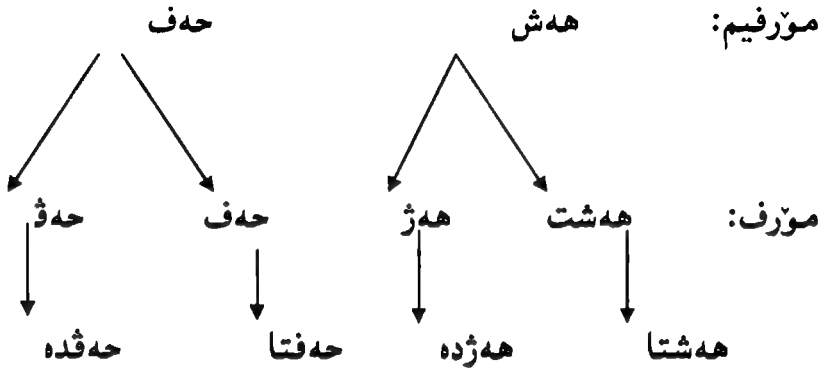 مۆرفیم: هەش حەف
مۆرف: هەشت هەژ حەف حەڤ
هەشتا هەژدە حەفتا حەڤدە